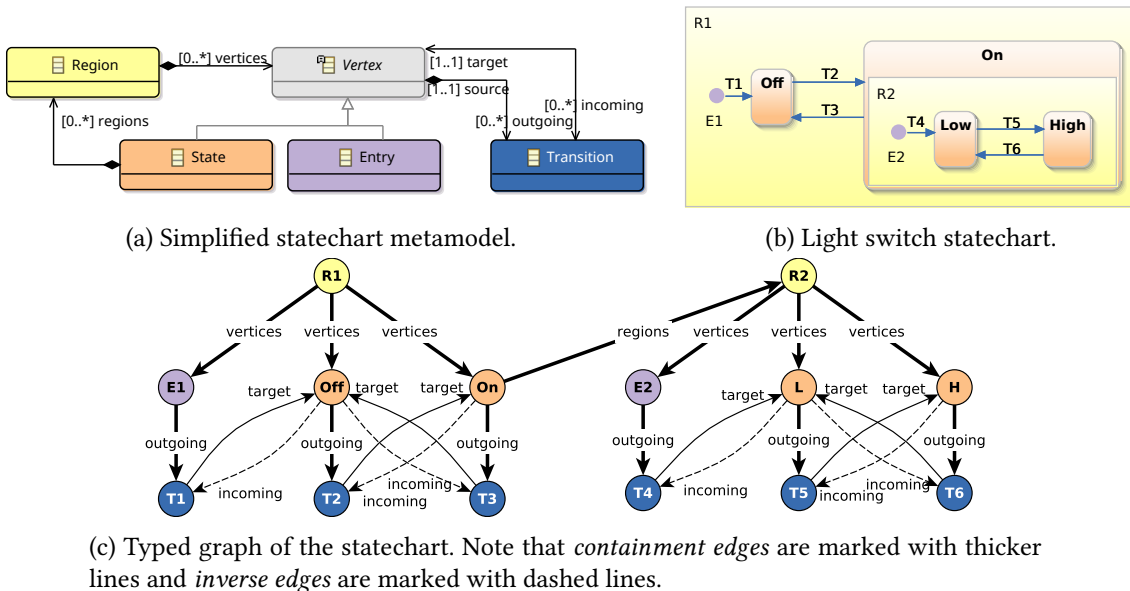 Region
[0..*] vertices
Vertex
[1..1] target
[1..1] source
[0..*] regions
[0..*] outgoing
[0..*] incoming
State
Entry
Transition
R1
On
T1
Off
T2
R2
T3
E1
T4
Low
T5
High
T6
E2
(a) Simplified statechart metamodel.
(b) Light switch statechart.
R1
R2
vertices
vertices
vertices
regions
vertices
vertices
vertices
E1
target
Off
target
target
On
E2
target
L
target
target
H
outgoing
outgoing
outgoing
outgoing
outgoing
outgoing
T1
incoming
incoming
incoming
T2
T3
T4
incoming
T5
incoming
incoming
T6
(c) Typed graph of the statechart. Note that containment edges are marked with thicker
lines and inverse edges are marked with dashed lines.